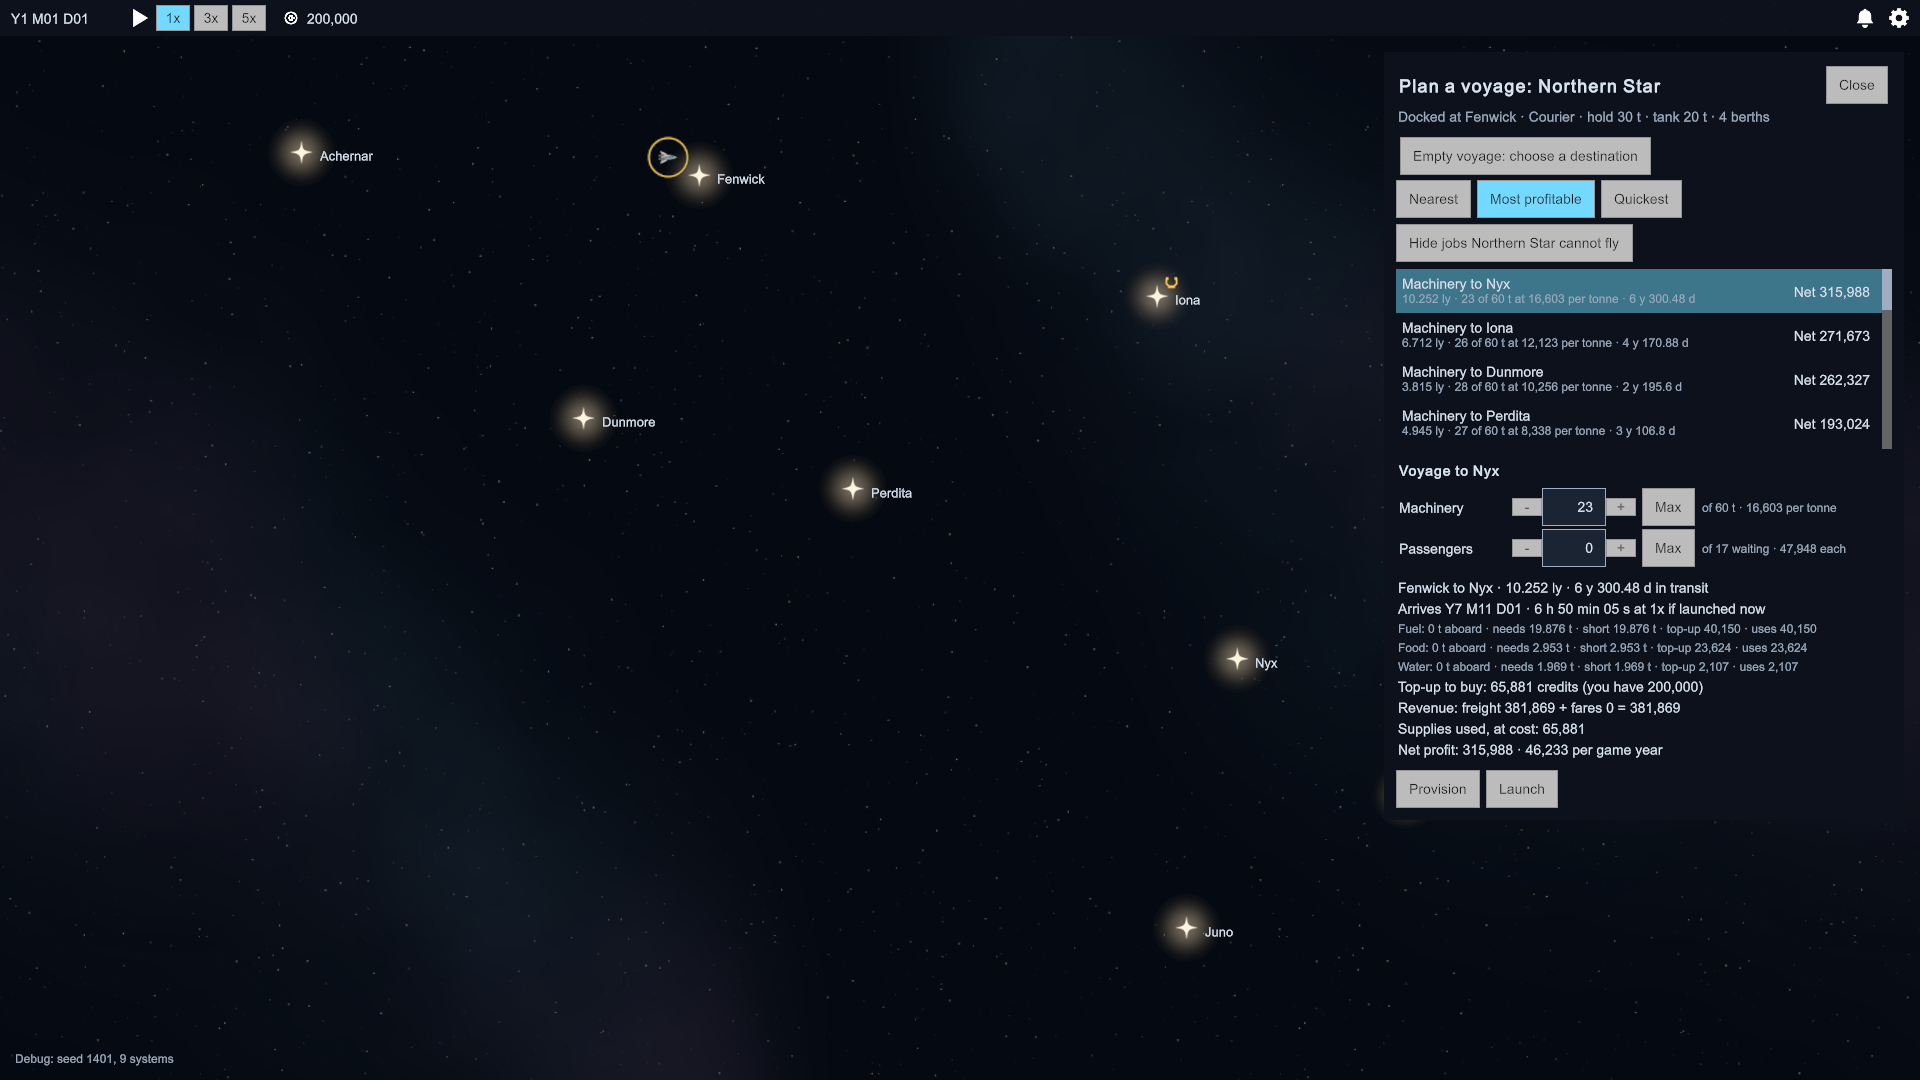 Y1 M01 D01 1x 3x 5x 200,000
Plan a voyage: Northern Star Close
Docked at Fenwick · Courier · hold 30 t · tank 20 t · 4 berths
Empty voyage: choose a destination
Nearest Most profitable Quickest
Hide jobs Northern Star cannot fly
Machinery to Nyx
10.252 ly · 23 of 60 t at 16,603 per tonne · 6 y 300.48 d
Net 315,988
Machinery to Iona
6.712 ly · 26 of 60 t at 12,123 per tonne · 4 y 170.88 d
Net 271,673
Machinery to Dunmore
3.815 ly · 28 of 60 t at 10,256 per tonne · 2 y 195.6 d
Net 262,327
Machinery to Perdita
4.945 ly · 27 of 60 t at 8,338 per tonne · 3 y 106.8 d
Net 193,024
Voyage to Nyx
Machinery - 23 + Max of 60 t · 16,603 per tonne
Passengers - 0 + Max of 17 waiting · 47,948 each
Fenwick to Nyx · 10.252 ly · 6 y 300.48 d in transit
Arrives Y7 M11 D01 · 6 h 50 min 05 s at 1x if launched now
Fuel: 0 t aboard · needs 19.876 t · short 19.876 t · top-up 40,150 · uses 40,150
Food: 0 t aboard · needs 2.953 t · short 2.953 t · top-up 23,624 · uses 23,624
Water: 0 t aboard · needs 1.969 t · short 1.969 t · top-up 2,107 · uses 2,107
Top-up to buy: 65,881 credits (you have 200,000)
Revenue: freight 381,869 + fares 0 = 381,869
Supplies used, at cost: 65,881
Net profit: 315,988 · 46,233 per game year
Provision Launch
Achernar
Fenwick
Iona
Dunmore
Perdita
Nyx
Juno
Debug: seed 1401, 9 systems